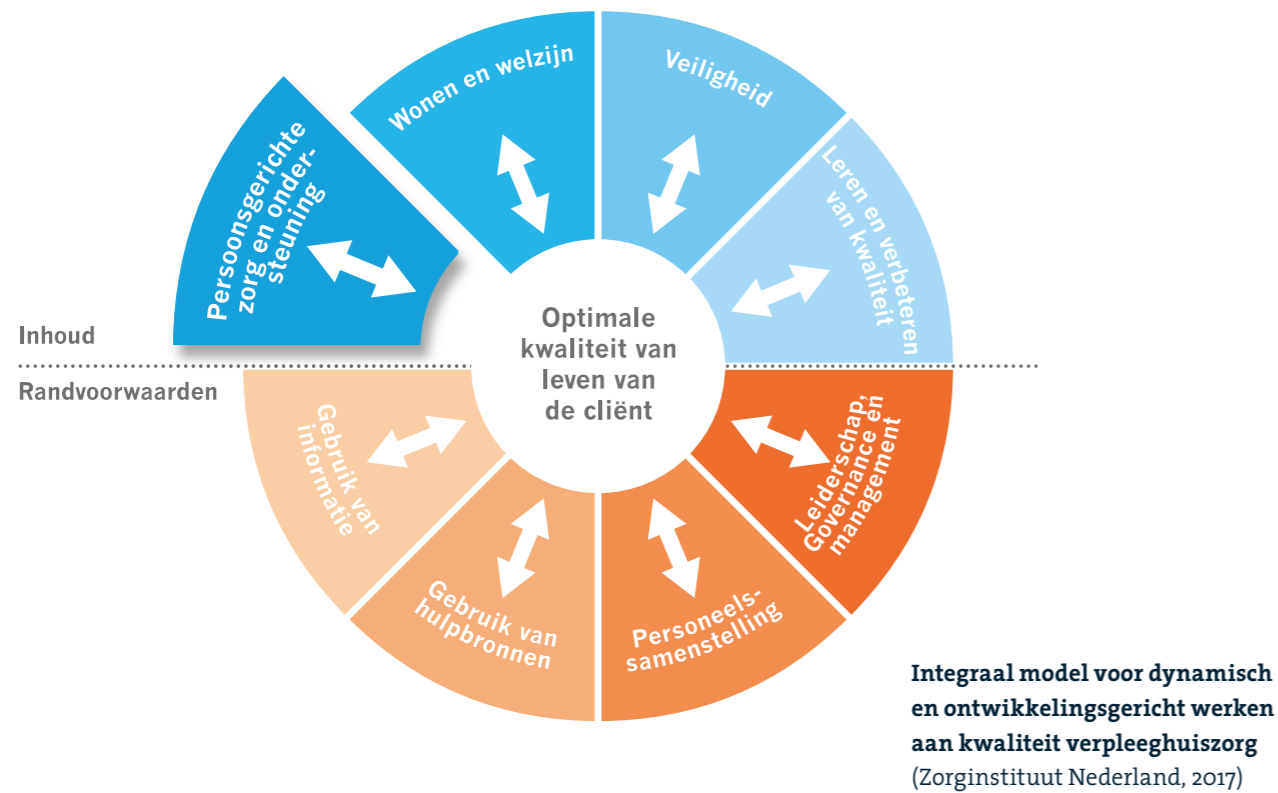 Persoonsgerichte
zorg en onder-
steuning
Wonen en welzijn
Veiligheid
Leren en verbeteren
van kwaliteit
Inhoud
Optimale
kwaliteit van
leven van
de cliënt
Randvoorwaarden
Gebruik van
informatie
Gebruik van
hulpbronnen
Personeels-
samenstelling
Leiderschap,
Governance en
management
Integraal model voor dynamisch
en ontwikkelingsgericht werken
aan kwaliteit verpleeghuiszorg
(Zorginstituut Nederland, 2017)